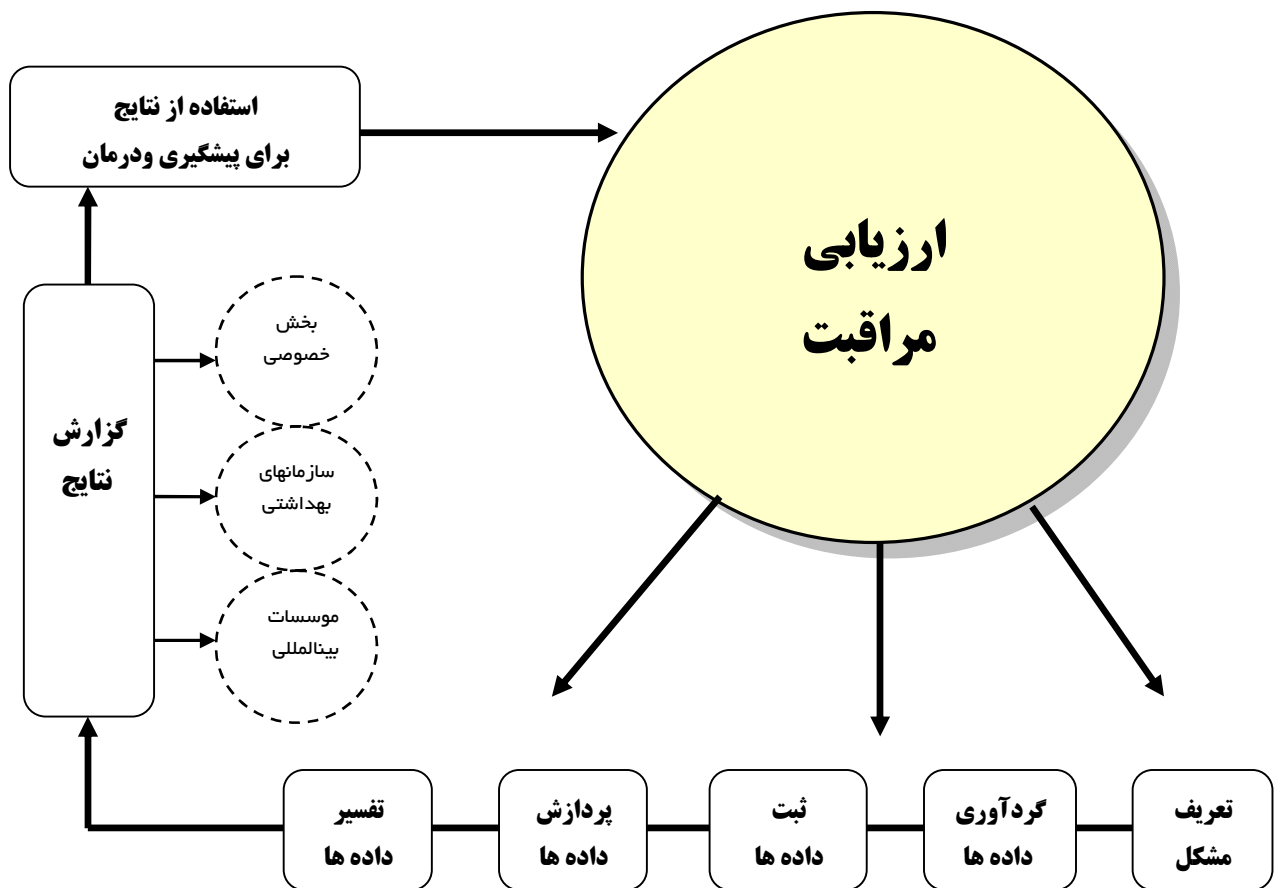 استفاده از نتایج
برای پیشگیری ودرمان
ارزیابی
مراقبت
بخش
خصوصی
گزارش
نتایج
سازمانهای
بهداشتی
موسسات
بینالمللی
تعریف
مشکل
گردآوری
داده ها
ثبت
داده ها
پردازش
داده ها
تفسیر
داده ها